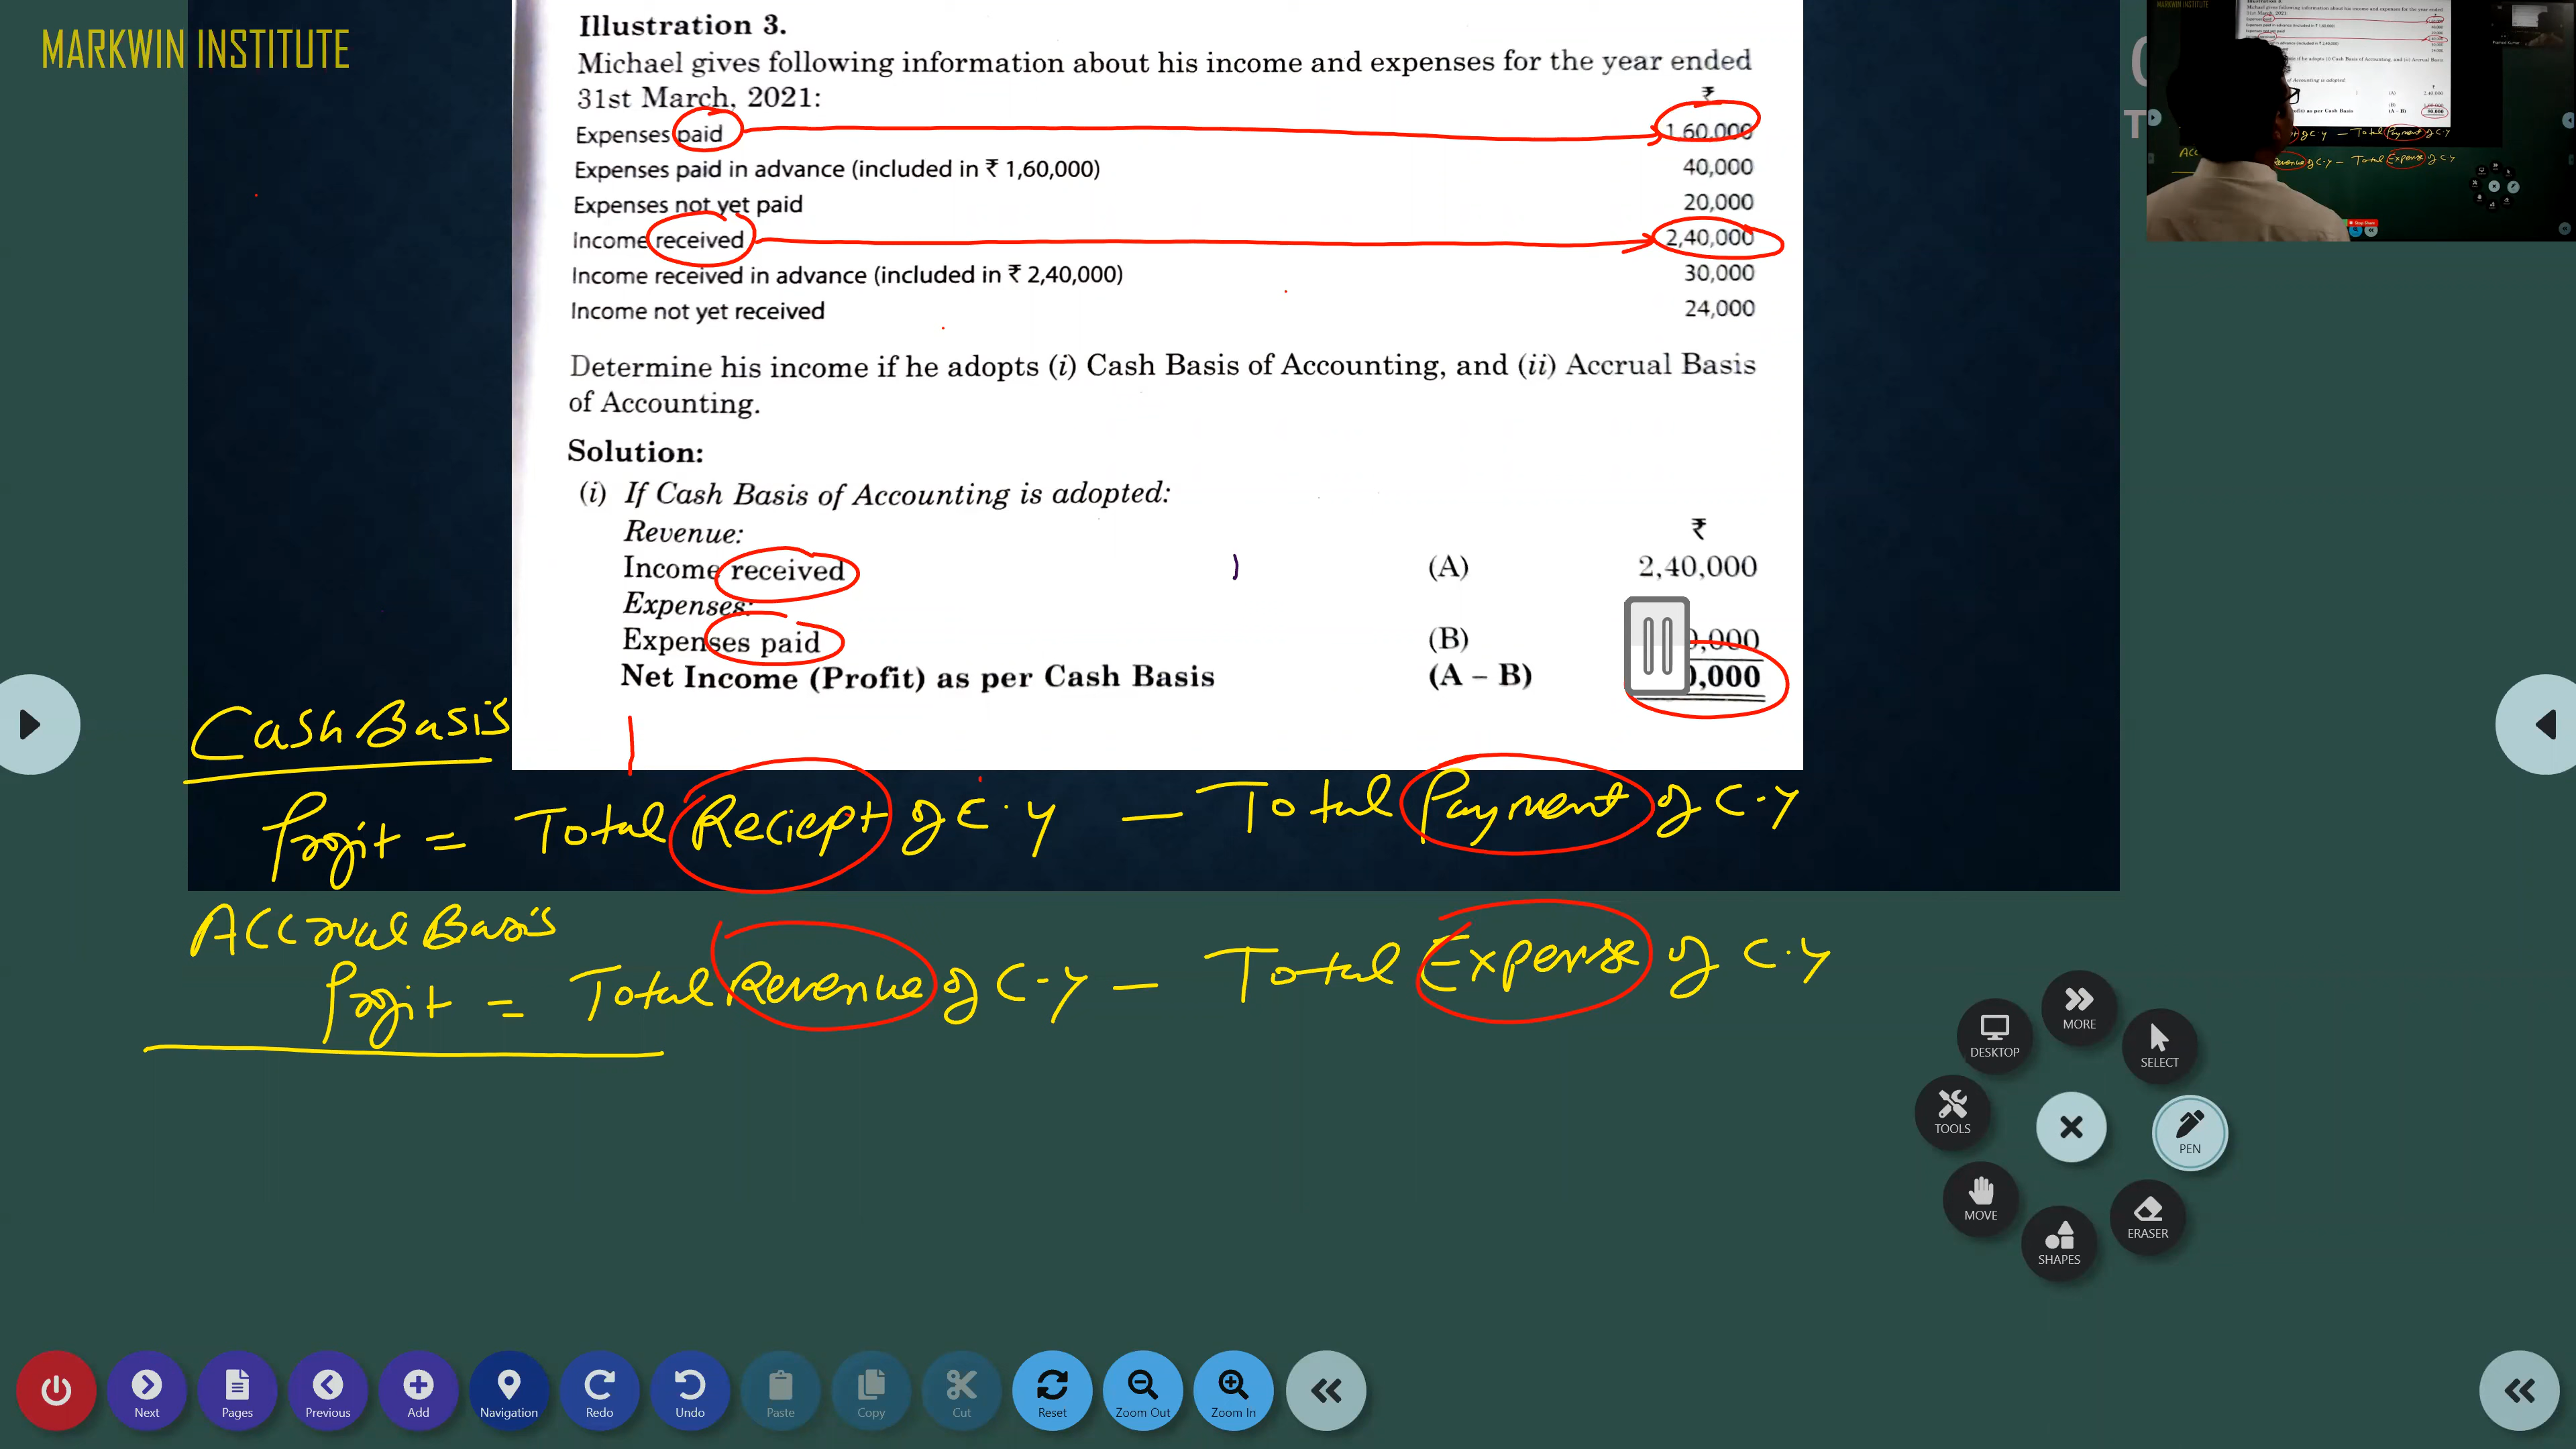 MARKWIN INSTITUTE
Illustration 3.
Michael gives following information about his income and expenses for the year ended
31st March, 2021:
₹
Expenses paid 1,60,000
Expenses paid in advance (included in ₹ 1,60,000) 40,000
Expenses not yet paid 20,000
Income received 2,40,000
Income received in advance (included in ₹ 2,40,000) 30,000
Income not yet received 24,000
Determine his income if he adopts (i) Cash Basis of Accounting, and (ii) Accrual Basis
of Accounting.
Solution:
(i) If Cash Basis of Accounting is adopted:
Revenue: ₹
Income received (A) 2,40,000
Expenses:
Expenses paid (B) 0,000
Net Income (Profit) as per Cash Basis (A – B) 0,000
Cash Basis
Profit = Total Reciept of C.Y — Total Payment of C.Y
Accrual Basis
Profit = Total Revenue of C.Y — Total Expense of C.Y
MORE
DESKTOP
SELECT
TOOLS
PEN
MOVE
ERASER
SHAPES
Next Pages Previous Add Navigation Redo Undo Paste Copy Cut Reset Zoom Out Zoom In